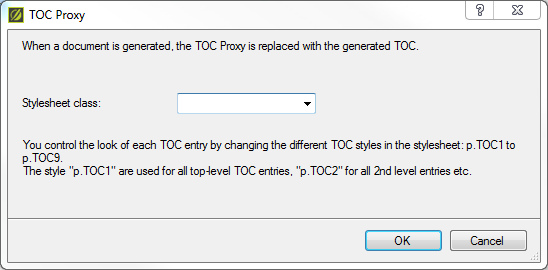 TOC Proxy
When a document is generated, the TOC Proxy is replaced with the generated TOC.
Stylesheet class:
You control the look of each TOC entry by changing the different TOC styles in the stylesheet: p.TOC1 to
p.TOC9.
The style "p.TOC1" are used for all top-level TOC entries, "p.TOC2" for all 2nd level entries etc.
OK Cancel